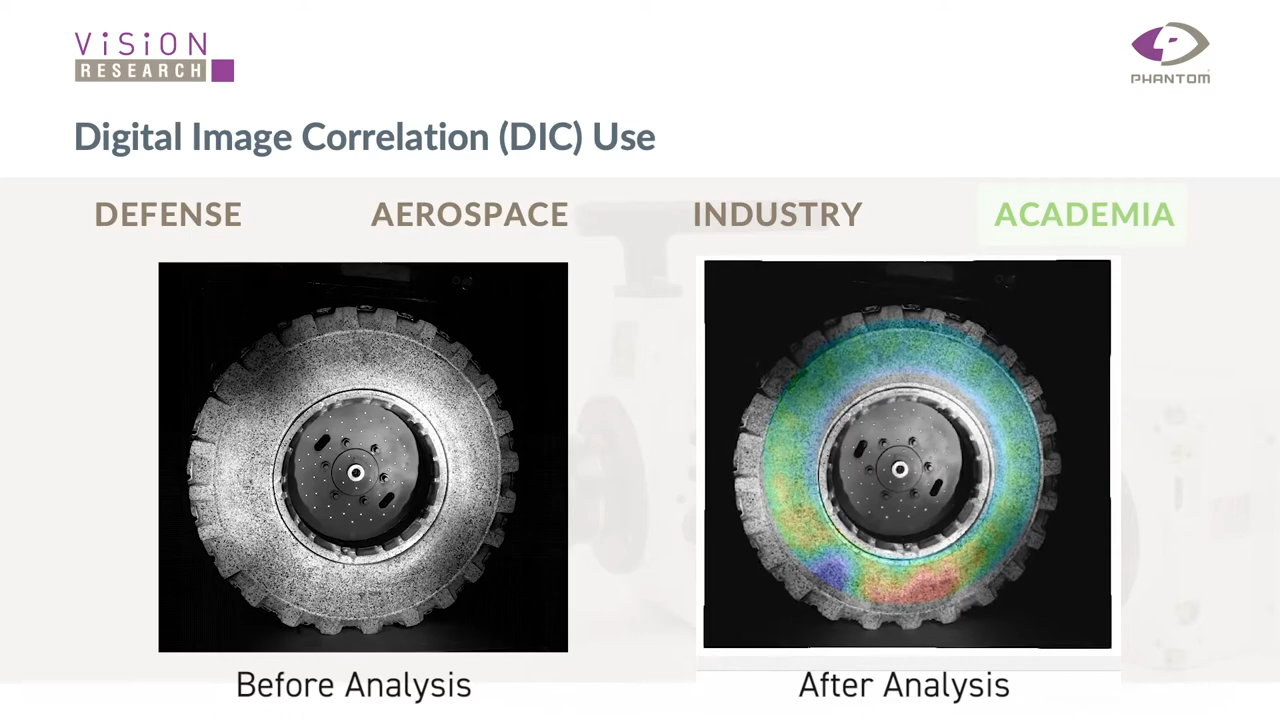 ViSiON
RESEARCH
PHANTOM
Digital Image Correlation (DIC) Use
DEFENSE
AEROSPACE
INDUSTRY
ACADEMIA
Before Analysis
After Analysis